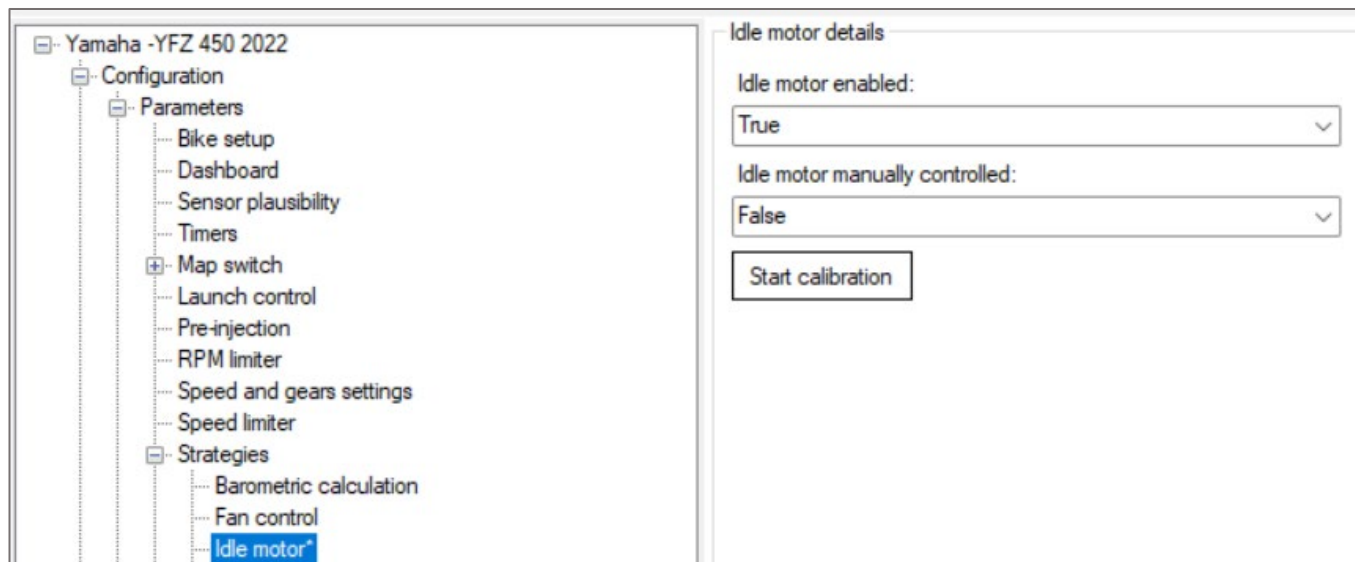 Yamaha -YFZ 450 2022
Configuration
Parameters
Bike setup
Dashboard
Sensor plausibility
Timers
Map switch
Launch control
Pre-injection
RPM limiter
Speed and gears settings
Speed limiter
Strategies
Barometric calculation
Fan control
Idle motor*
Idle motor details
Idle motor enabled:
True
Idle motor manually controlled:
False
Start calibration